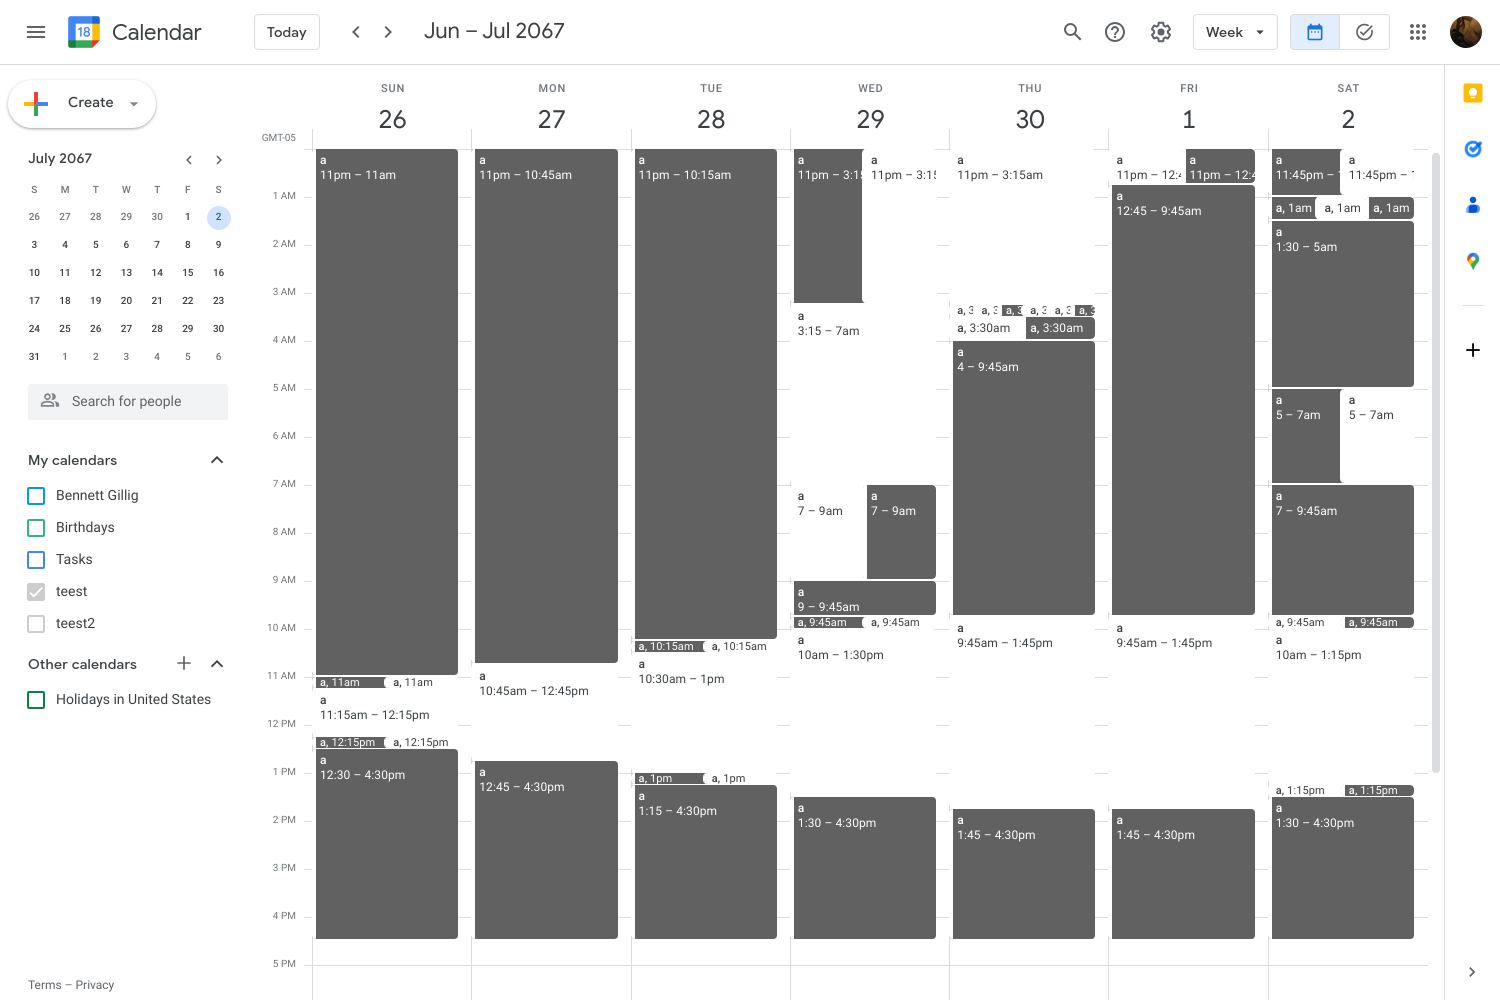 18 Calendar
Today
Jun – Jul 2067
Week
Create
July 2067
S M T W T F S
26 27 28 29 30 1 2
3 4 5 6 7 8 9
10 11 12 13 14 15 16
17 18 19 20 21 22 23
24 25 26 27 28 29 30
31 1 2 3 4 5 6
Search for people
My calendars
Bennett Gillig
Birthdays
Tasks
teest
teest2
Other calendars
Holidays in United States
Terms – Privacy
GMT-05
1 AM
2 AM
3 AM
4 AM
5 AM
6 AM
7 AM
8 AM
9 AM
10 AM
11 AM
12 PM
1 PM
2 PM
3 PM
4 PM
5 PM
SUN
26
a
11pm – 11am
a, 11am
a, 11am
a
11:15am – 12:15pm
a, 12:15pm
a, 12:15pm
a
12:30 – 4:30pm
MON
27
a
11pm – 10:45am
a
10:45am – 12:45pm
a
12:45 – 4:30pm
TUE
28
a
11pm – 10:15am
a, 10:15am
a, 10:15am
a
10:30am – 1pm
a, 1pm
a, 1pm
a
1:15 – 4:30pm
WED
29
a
11pm – 3:15
a
11pm – 3:15
a
3:15 – 7am
a
7 – 9am
a
7 – 9am
a
9 – 9:45am
a, 9:45am
a, 9:45am
a
10am – 1:30pm
a
1:30 – 4:30pm
THU
30
a
11pm – 3:15am
a, 3
a, 3
a, 3
a, 3
a, 3
a, 3
a, 3:30am
a, 3:30am
a
4 – 9:45am
a
9:45am – 1:45pm
a
1:45 – 4:30pm
FRI
1
a
11pm – 12:4
a
11pm – 12:4
a
12:45 – 9:45am
a
9:45am – 1:45pm
a
1:45 – 4:30pm
SAT
2
a
11:45pm –
a
11:45pm –
a, 1am
a, 1am
a, 1am
a
1:30 – 5am
a
5 – 7am
a
5 – 7am
a
7 – 9:45am
a, 9:45am
a, 9:45am
a
10am – 1:15pm
a, 1:15pm
a, 1:15pm
a
1:30 – 4:30pm